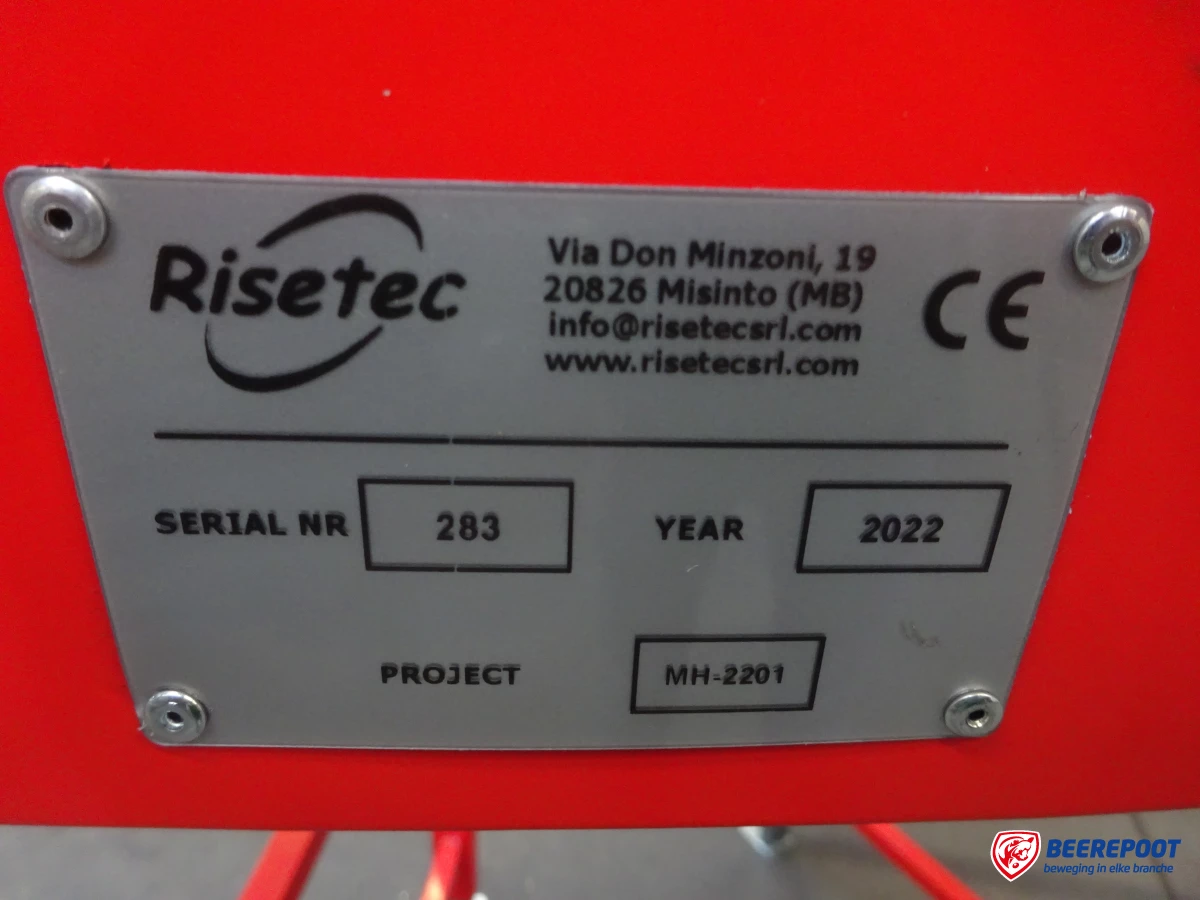 Risetec
Via Don Minzoni, 19
20826 Misinto (MB)
info@risetecsrl.com
www.risetecsrl.com
CE
SERIAL NR 283 YEAR 2022
PROJECT MH-2201
BEEREPOOT
beweging in elke branche